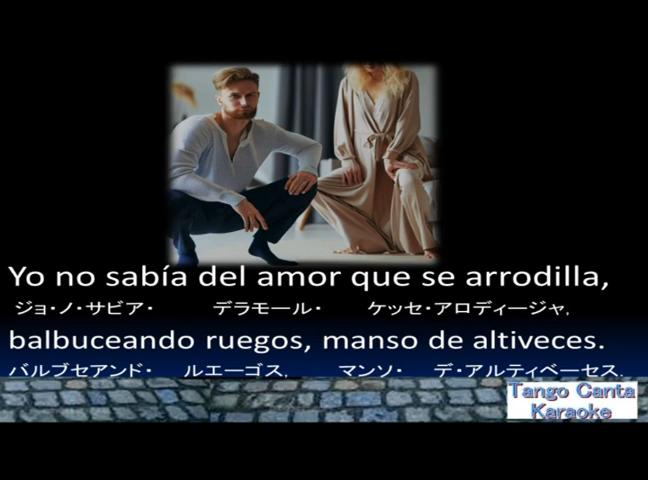 Yo no sabía del amor que se arrodilla,
ジョ・ノ・サビア・ デラモール・ ケッセ・アロディージャ,
balbuceando ruegos, manso de altiveces.
バルブセアンド・ ルエーゴス, マンソ・ デ・アルティベーセス.
Tango Canta
Karaoke